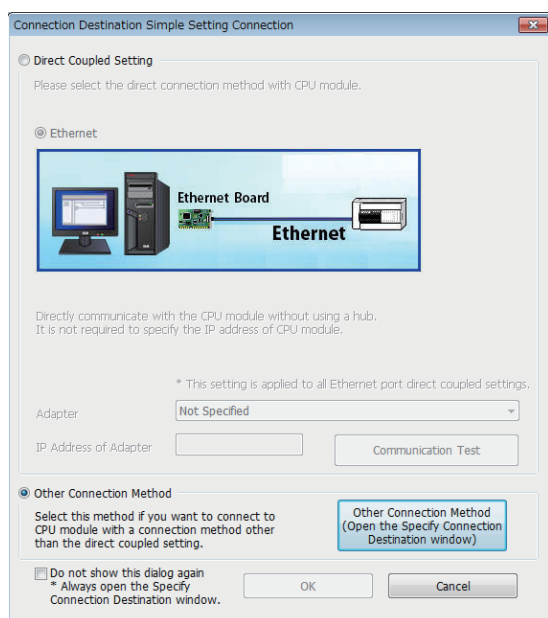 Connection Destination Simple Setting Connection
Direct Coupled Setting
Please select the direct connection method with CPU module.
Ethernet
Ethernet Board
Ethernet
Directly communicate with the CPU module without using a hub.
It is not required to specify the IP address of CPU module.
* This setting is applied to all Ethernet port direct coupled settings.
Adapter
Not Specified
IP Address of Adapter
Communication Test
Other Connection Method
Select this method if you want to connect to
CPU module with a connection method other
than the direct coupled setting.
Other Connection Method
(Open the Specify Connection
Destination window)
Do not show this dialog again
* Always open the Specify
Connection Destination window.
OK
Cancel